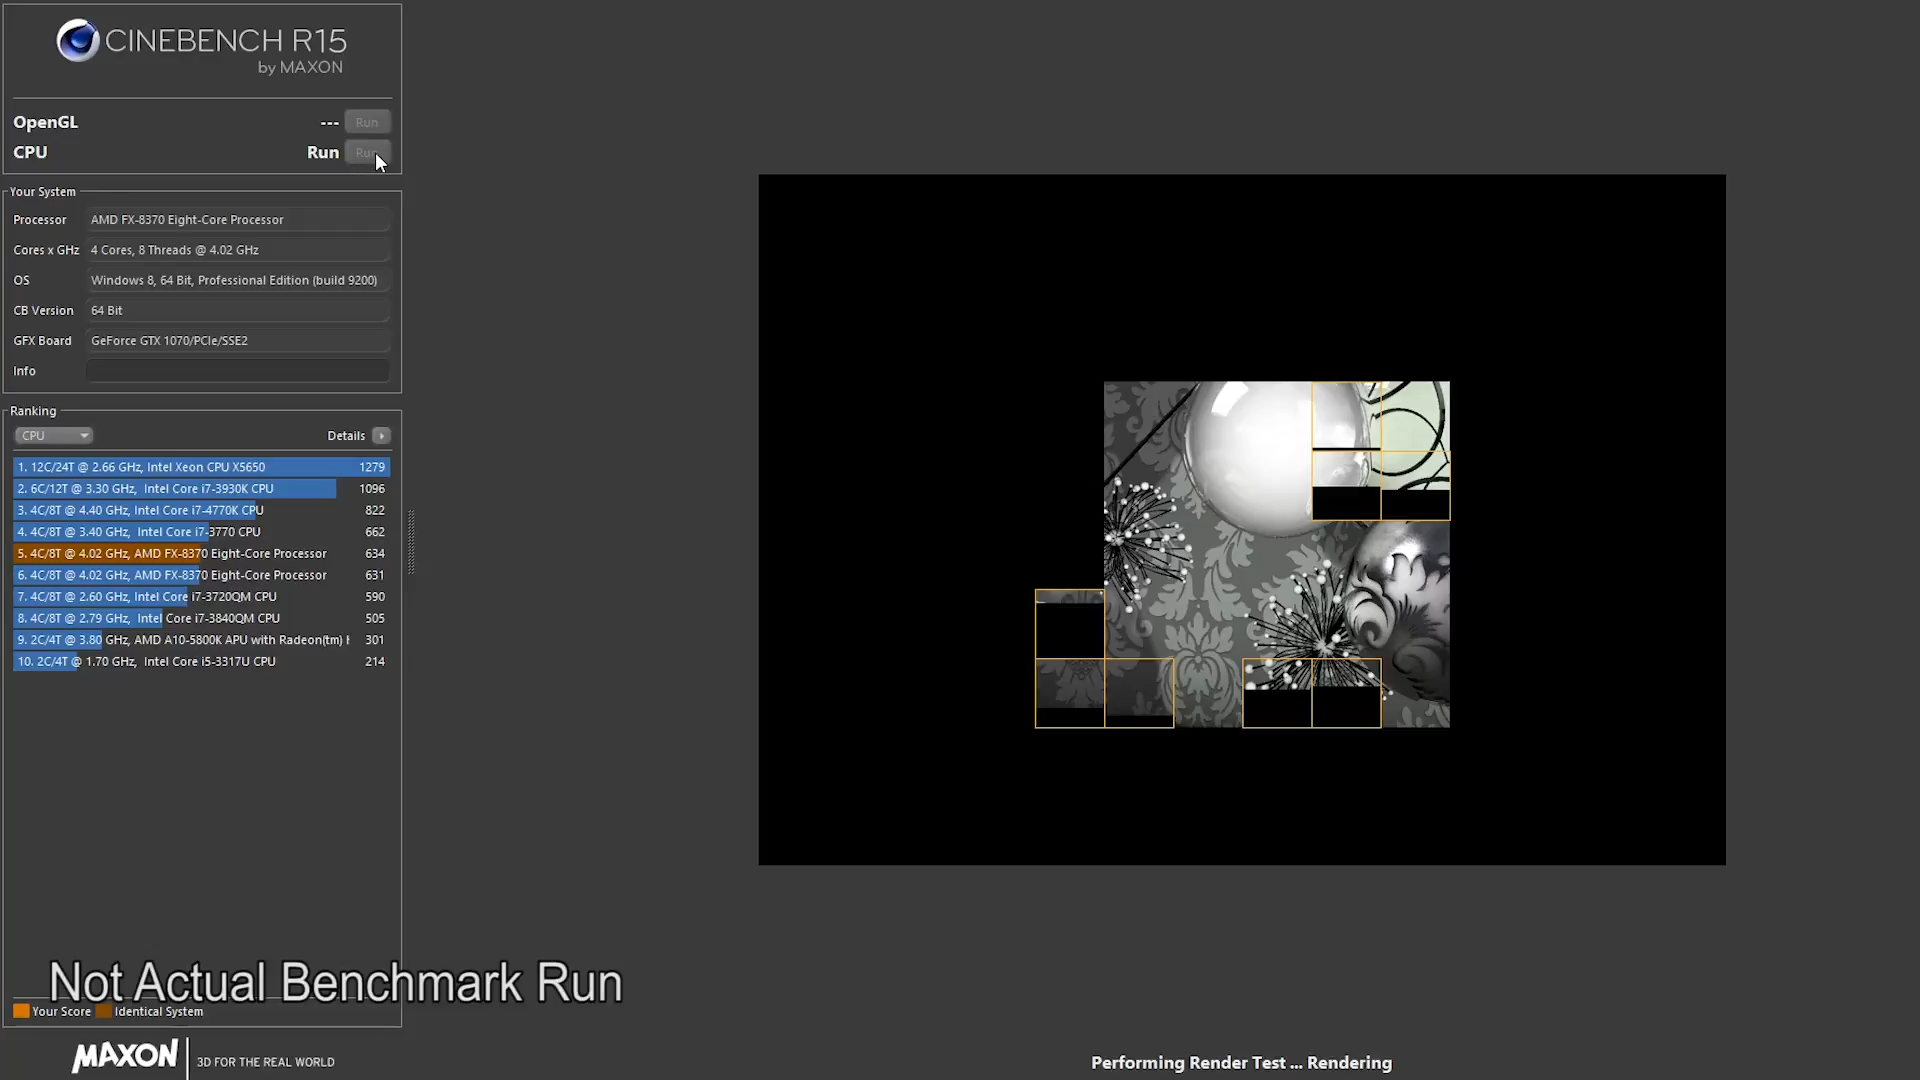 CINEBENCH R15
by MAXON
OpenGL --- Run
CPU Run Run
Your System
Processor AMD FX-8370 Eight-Core Processor
Cores x GHz 4 Cores, 8 Threads @ 4.02 GHz
OS Windows 8, 64 Bit, Professional Edition (build 9200)
CB Version 64 Bit
GFX Board GeForce GTX 1070/PCIe/SSE2
Info
Ranking
CPU Details
1. 12C/24T @ 2.66 GHz, Intel Xeon CPU X5650 1279
2. 6C/12T @ 3.30 GHz, Intel Core i7-3930K CPU 1096
3. 4C/8T @ 4.40 GHz, Intel Core i7-4770K CPU 822
4. 4C/8T @ 3.40 GHz, Intel Core i7-3770 CPU 662
5. 4C/8T @ 4.02 GHz, AMD FX-8370 Eight-Core Processor 634
6. 4C/8T @ 4.02 GHz, AMD FX-8370 Eight-Core Processor 631
7. 4C/8T @ 2.60 GHz, Intel Core i7-3720QM CPU 590
8. 4C/8T @ 2.79 GHz, Intel Core i7-3840QM CPU 505
9. 2C/4T @ 3.80 GHz, AMD A10-5800K APU with Radeon(tm) 301
10. 2C/4T @ 1.70 GHz, Intel Core i5-3317U CPU 214
Not Actual Benchmark Run
Your Score Identical System
MAXON 3D FOR THE REAL WORLD
Performing Render Test ... Rendering